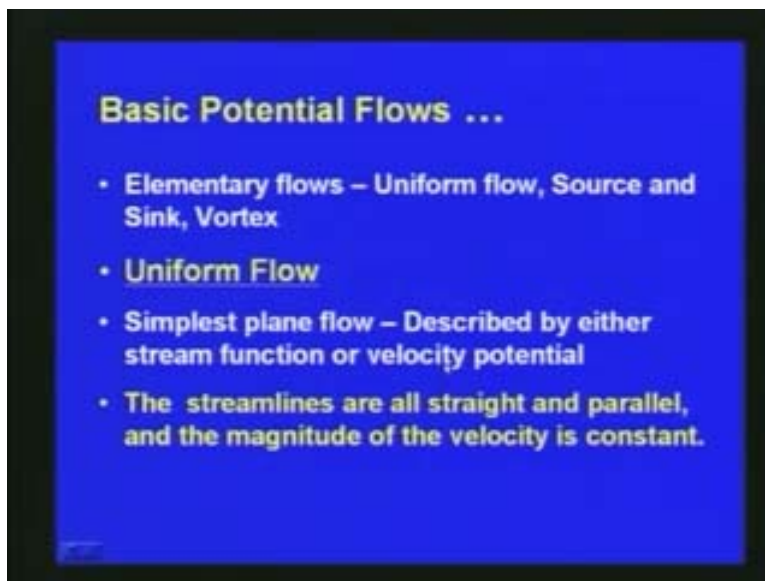 Basic Potential Flows ...
• Elementary flows – Uniform flow, Source and
Sink, Vortex
• Uniform Flow
• Simplest plane flow – Described by either
stream function or velocity potential
• The streamlines are all straight and parallel,
and the magnitude of the velocity is constant.